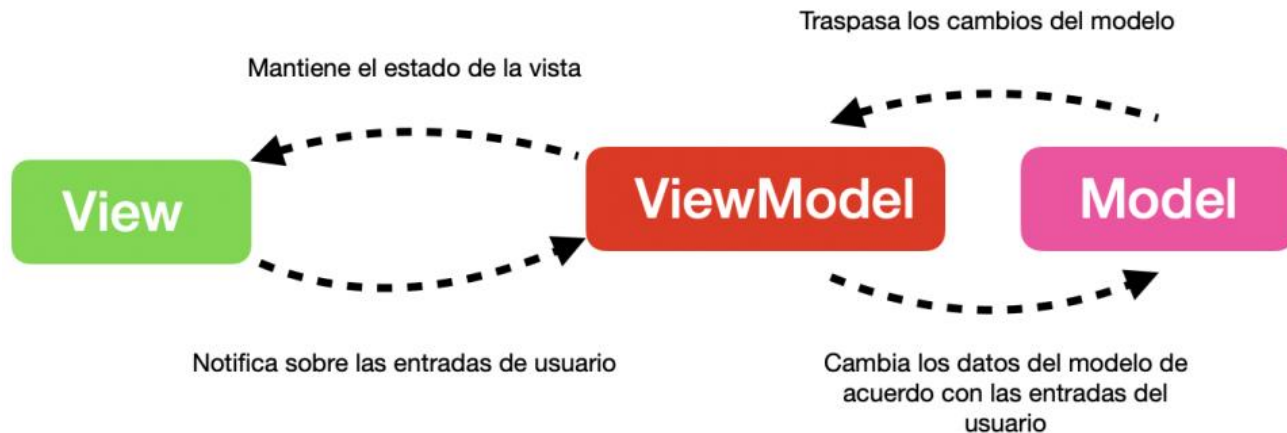 Traspasa los cambios del modelo
Mantiene el estado de la vista
View
ViewModel
Model
Notifica sobre las entradas de usuario
Cambia los datos del modelo de
acuerdo con las entradas del
usuario